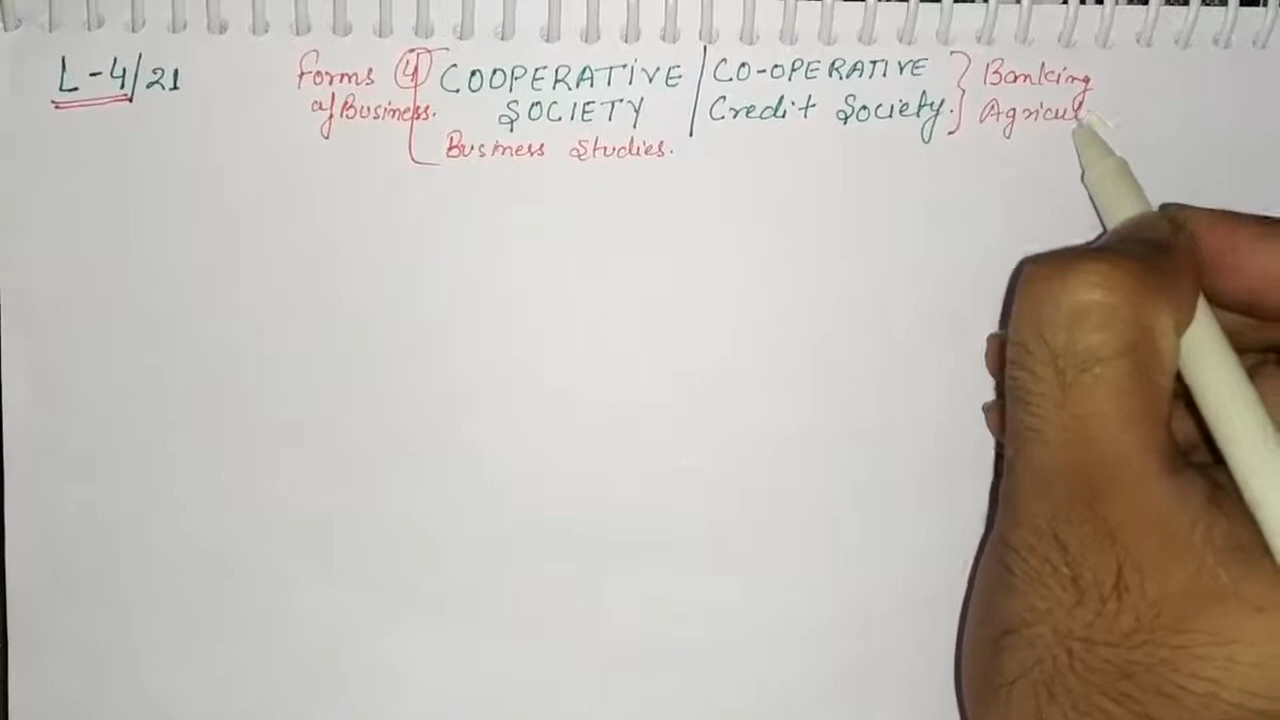 L-4/21
Forms ④ COOPERATIVE / CO-OPERATIVE } Banking
of Business. SOCIETY / Credit Society. } Agricul
Business Studies.